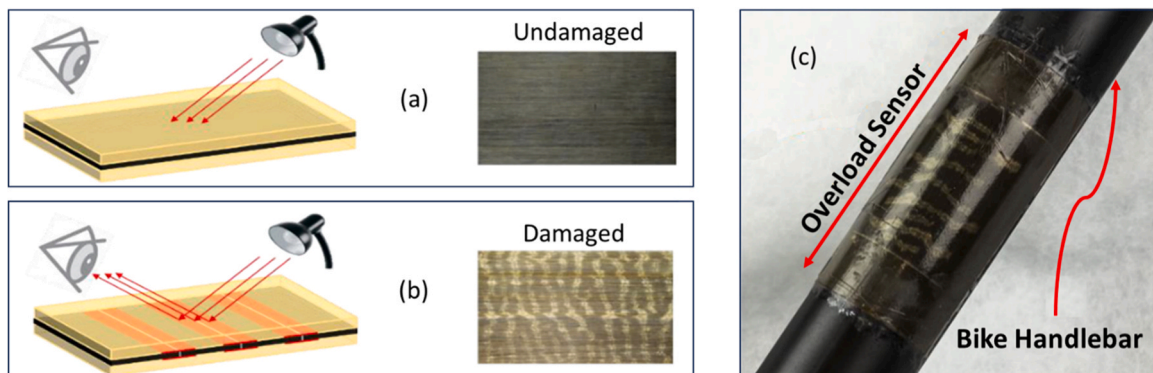 Undamaged
(a)
Damaged
(b)
(c)
Overload Sensor
Bike Handlebar